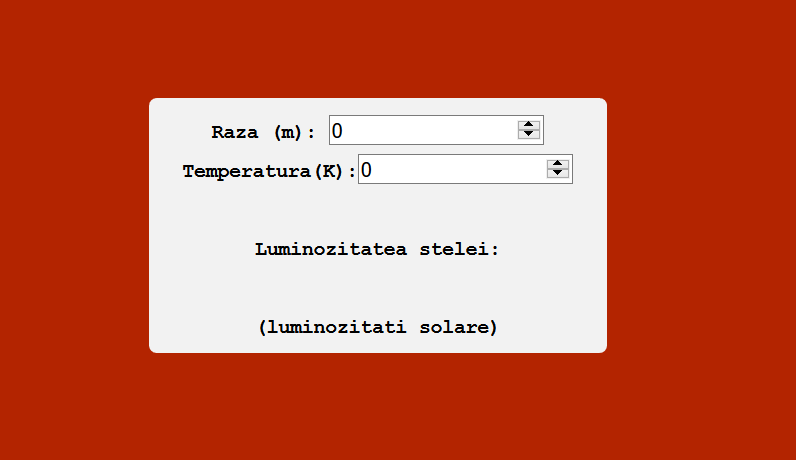 Raza (m): 0
Temperatura(K):0
Luminozitatea stelei:
(luminozitati solare)